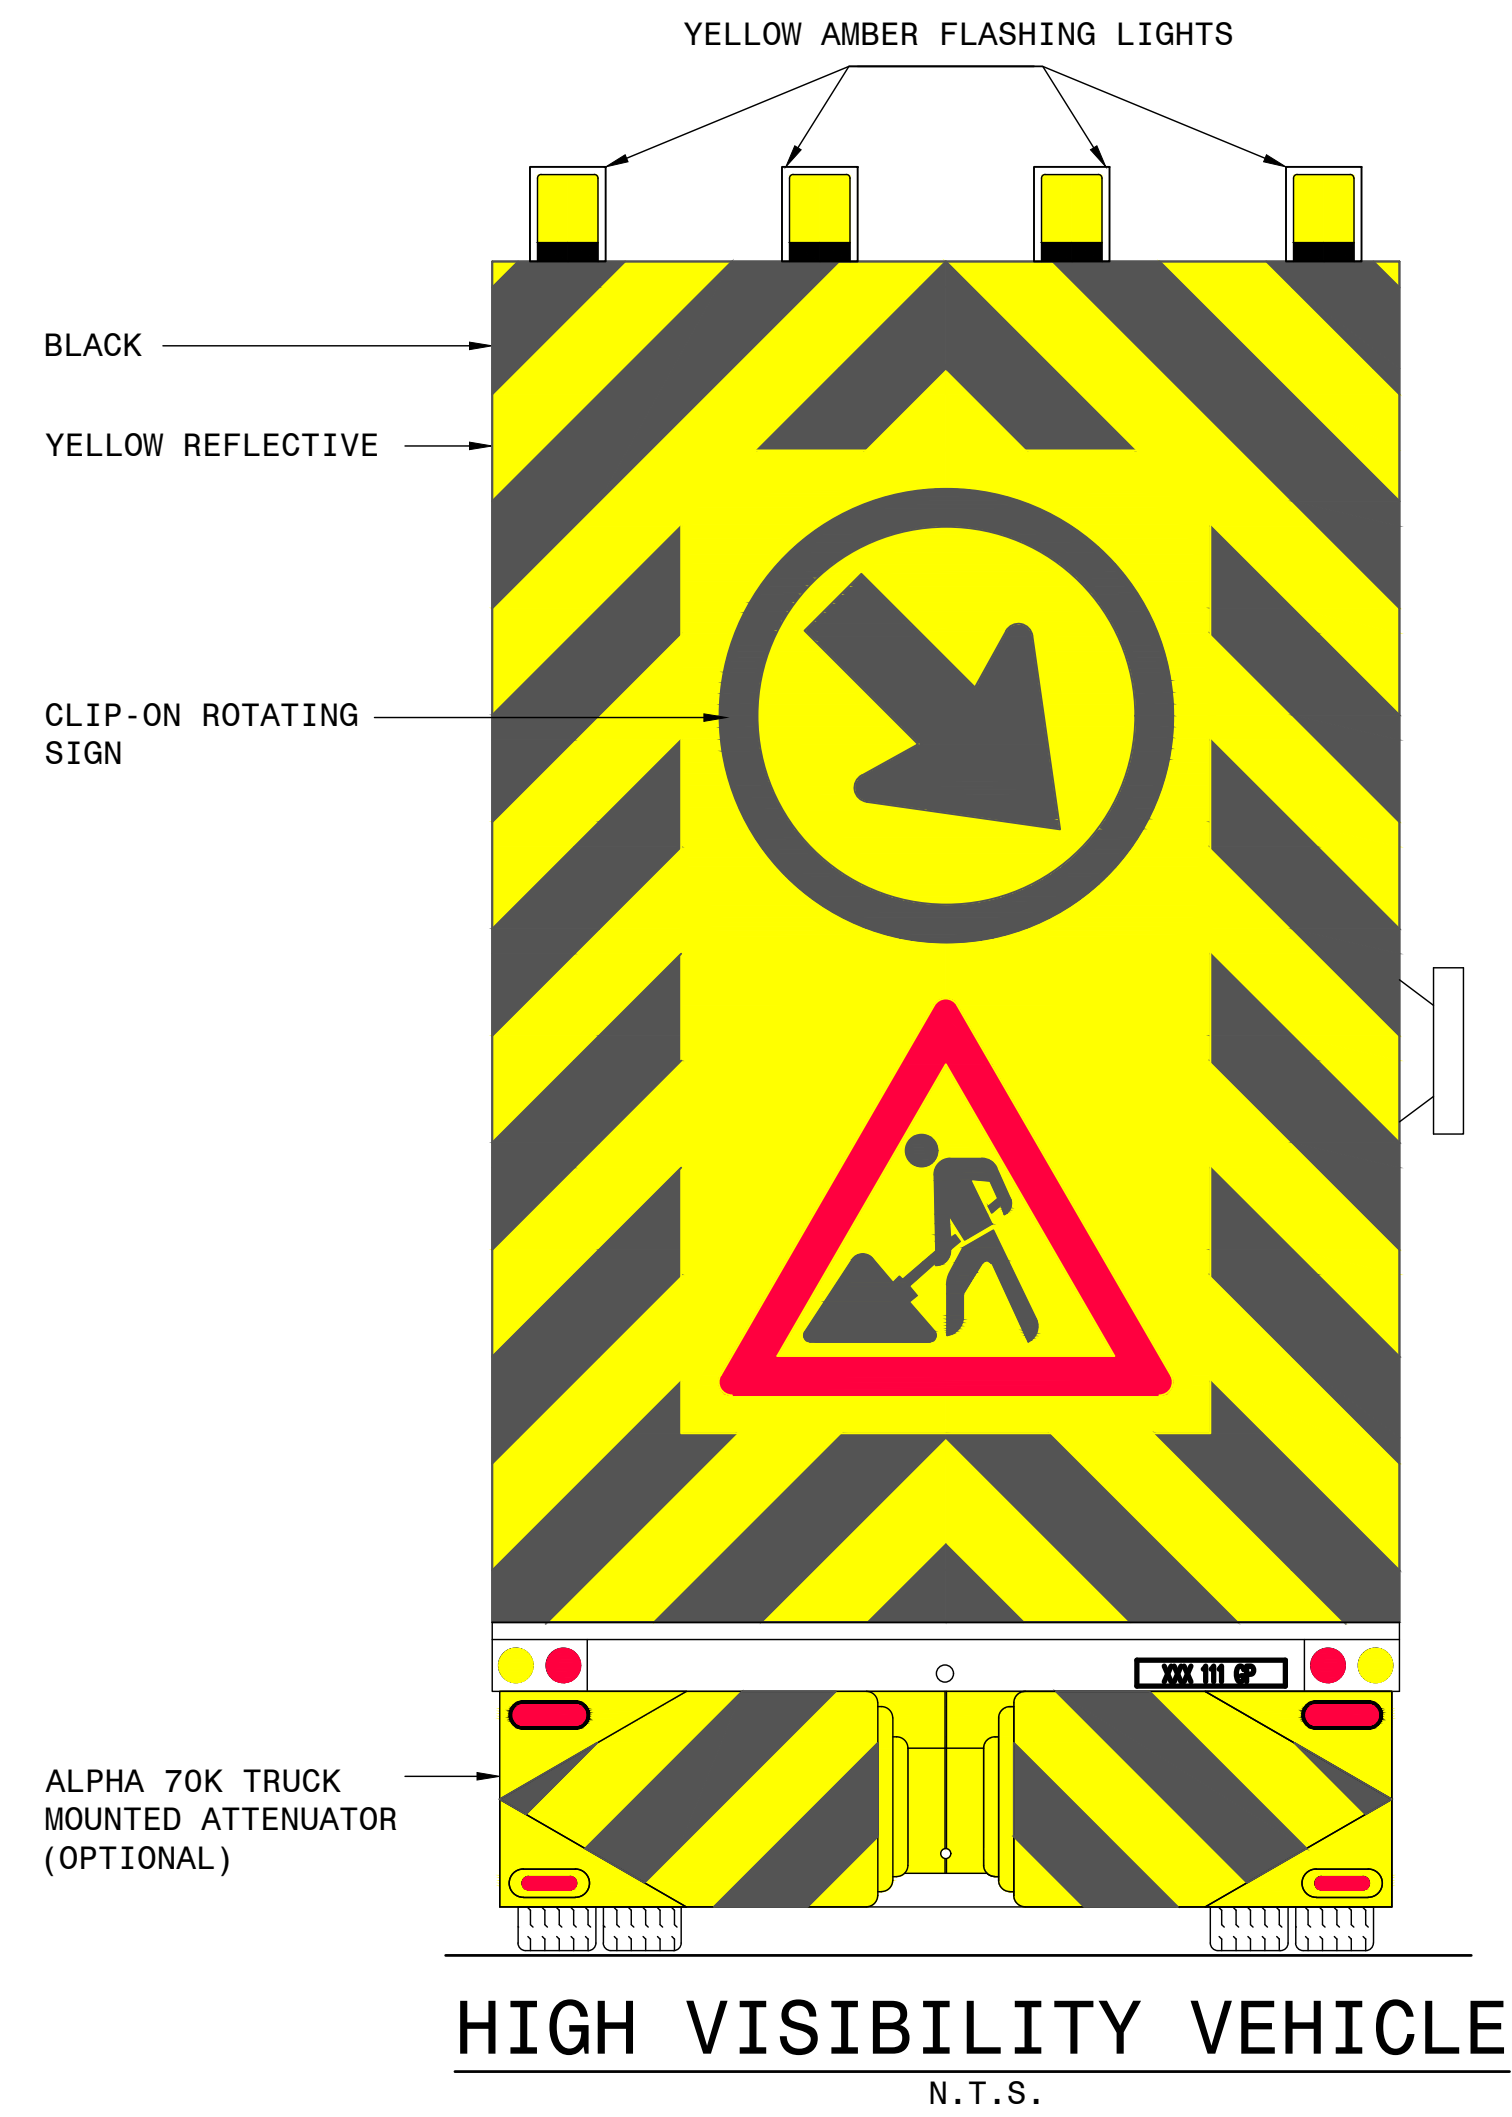 YELLOW AMBER FLASHING LIGHTS
BLACK
YELLOW REFLECTIVE
CLIP-ON ROTATING
SIGN
XXX 111 GP
ALPHA 70K TRUCK
MOUNTED ATTENUATOR
(OPTIONAL)
HIGH VISIBILITY VEHICLE
N.T.S.